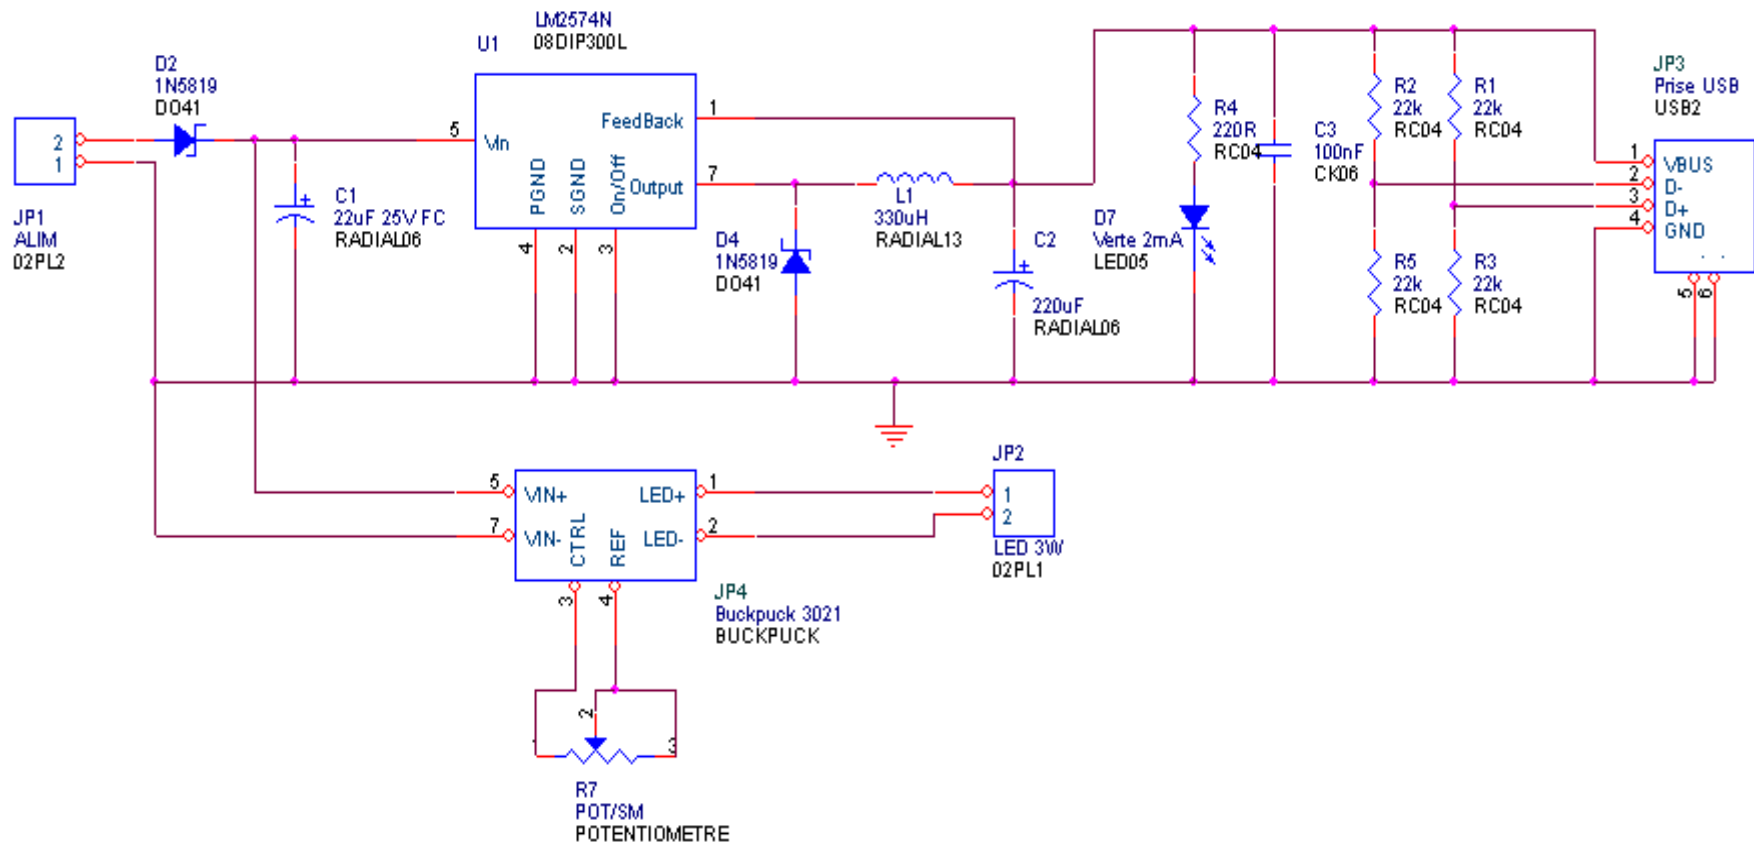 LM2574N
08DIP300L
U1
D2
1N5819
DO41
JP3
Prise USB
USB2
R2
22k
RC04
R1
22k
RC04
R4
220R
RC04
C3
100nF
CK06
FeedBack
1
5
Vin
2
1
PGND
SGND
On/Off
Output
7
4
2
3
1
2
3
4
VBUS
D-
D+
GND
5
6
JP1
ALIM
02PL2
C1
22uF 25V FC
RADIAL06
L1
330uH
RADIAL13
D4
1N5819
DO41
C2
220uF
RADIAL06
D7
Verte 2mA
LED05
R5
22k
RC04
R3
22k
RC04
JP2
5
VIN+
LED+
1
1
7
VIN-
CTRL
REF
LED-
2
2
LED 3W
02PL1
3
4
JP4
Buckpuck 3021
BUCKPUCK
2
3
R7
POT/SM
POTENTIOMETRE